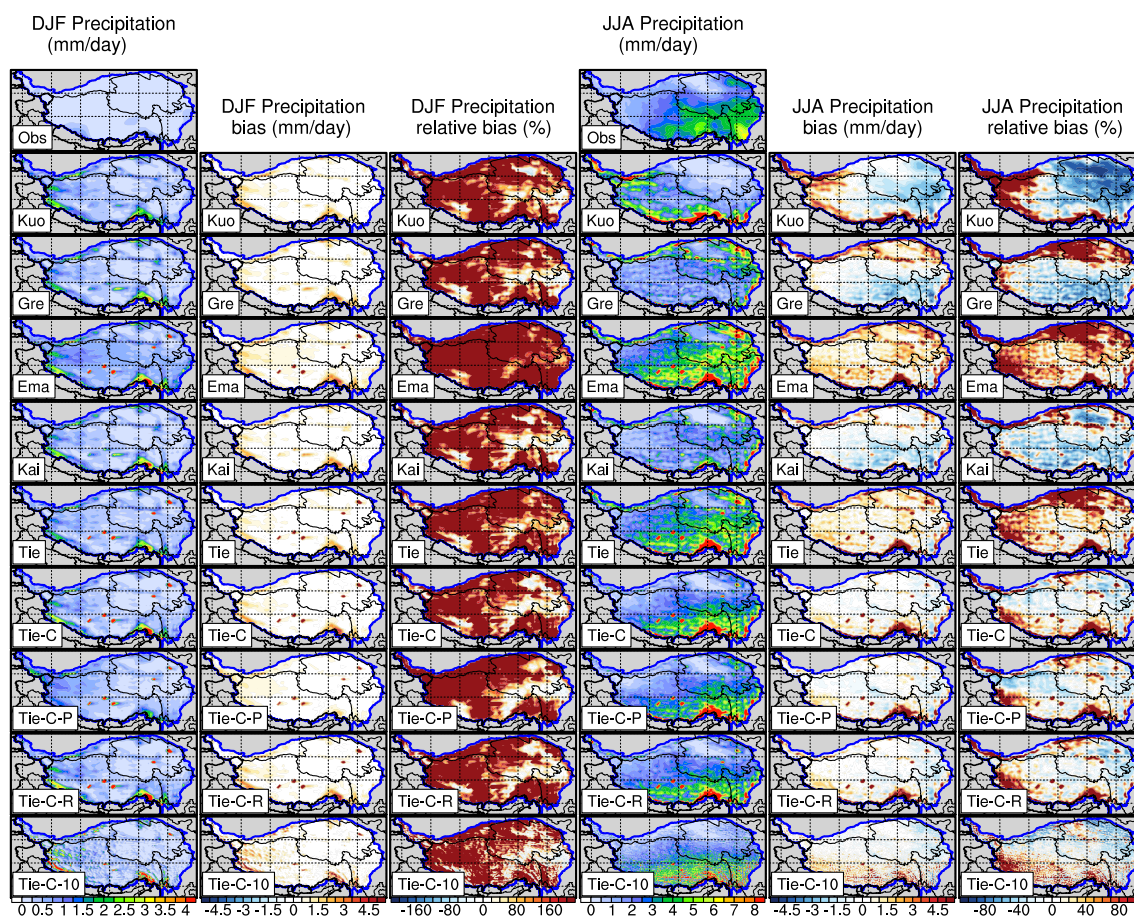 DJF Precipitation
(mm/day)
JJA Precipitation
(mm/day)
DJF Precipitation
bias (mm/day)
DJF Precipitation
relative bias (%)
JJA Precipitation
bias (mm/day)
JJA Precipitation
relative bias (%)
Obs
Obs
Kuo Kuo Kuo Kuo Kuo Kuo
Gre Gre Gre Gre Gre Gre
Ema Ema Ema Ema Ema Ema
Kai Kai Kai Kai Kai Kai
Tie Tie Tie Tie Tie Tie
Tie-C Tie-C Tie-C Tie-C Tie-C Tie-C
Tie-C-P Tie-C-P Tie-C-P Tie-C-P Tie-C-P Tie-C-P
Tie-C-R Tie-C-R Tie-C-R Tie-C-R Tie-C-R Tie-C-R
Tie-C-10 Tie-C-10 Tie-C-10 Tie-C-10 Tie-C-10 Tie-C-10
0 0.5 1 1.5 2 2.5 3 3.5 4 -4.5 -3 -1.5 0 1.5 3 4.5 -160 -80 0 80 160 0 1 2 3 4 5 6 7 8 -4.5 -3 -1.5 0 1.5 3 4.5 -80 -40 0 40 80